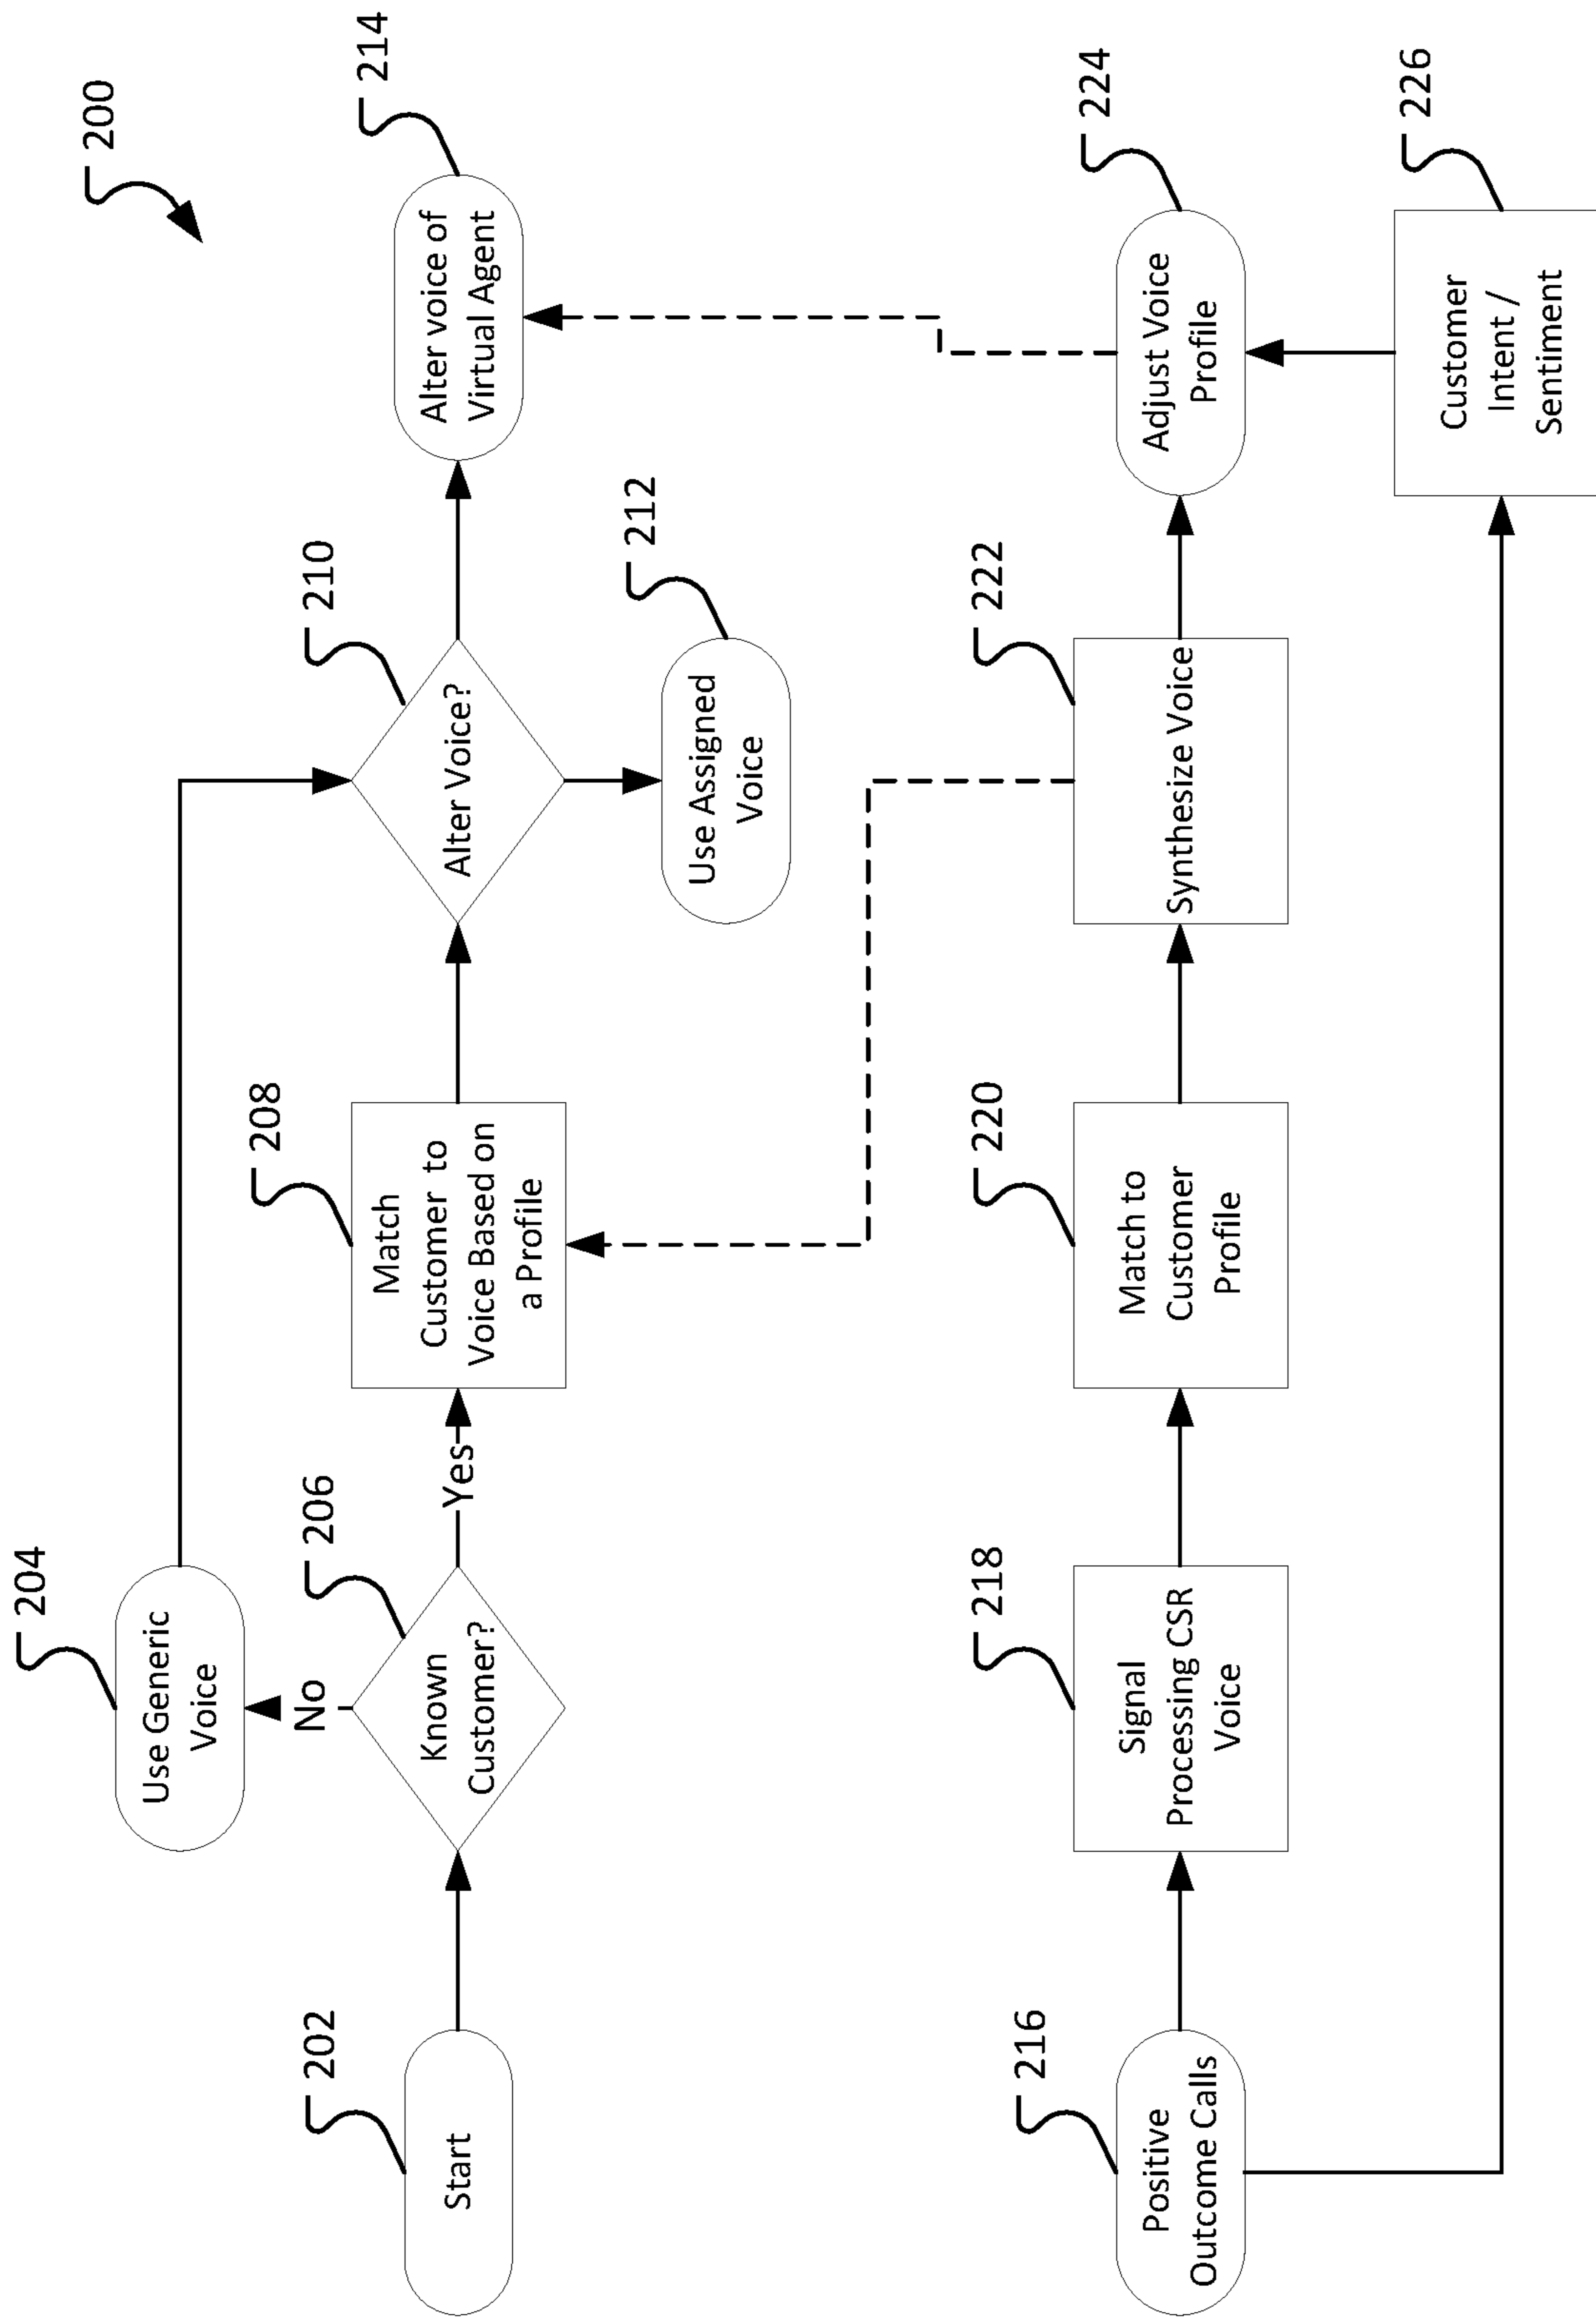 200
204
Use Generic
Voice
202
Start
206
Known
Customer?
No
Yes
208
Match
Customer to
Voice Based on
a Profile
210
Alter Voice?
212
Use Assigned
Voice
214
Alter voice of
Virtual Agent
216
Positive
Outcome Calls
218
Signal
Processing CSR
Voice
220
Match to
Customer
Profile
222
Synthesize Voice
224
Adjust Voice
Profile
226
Customer
Intent /
Sentiment